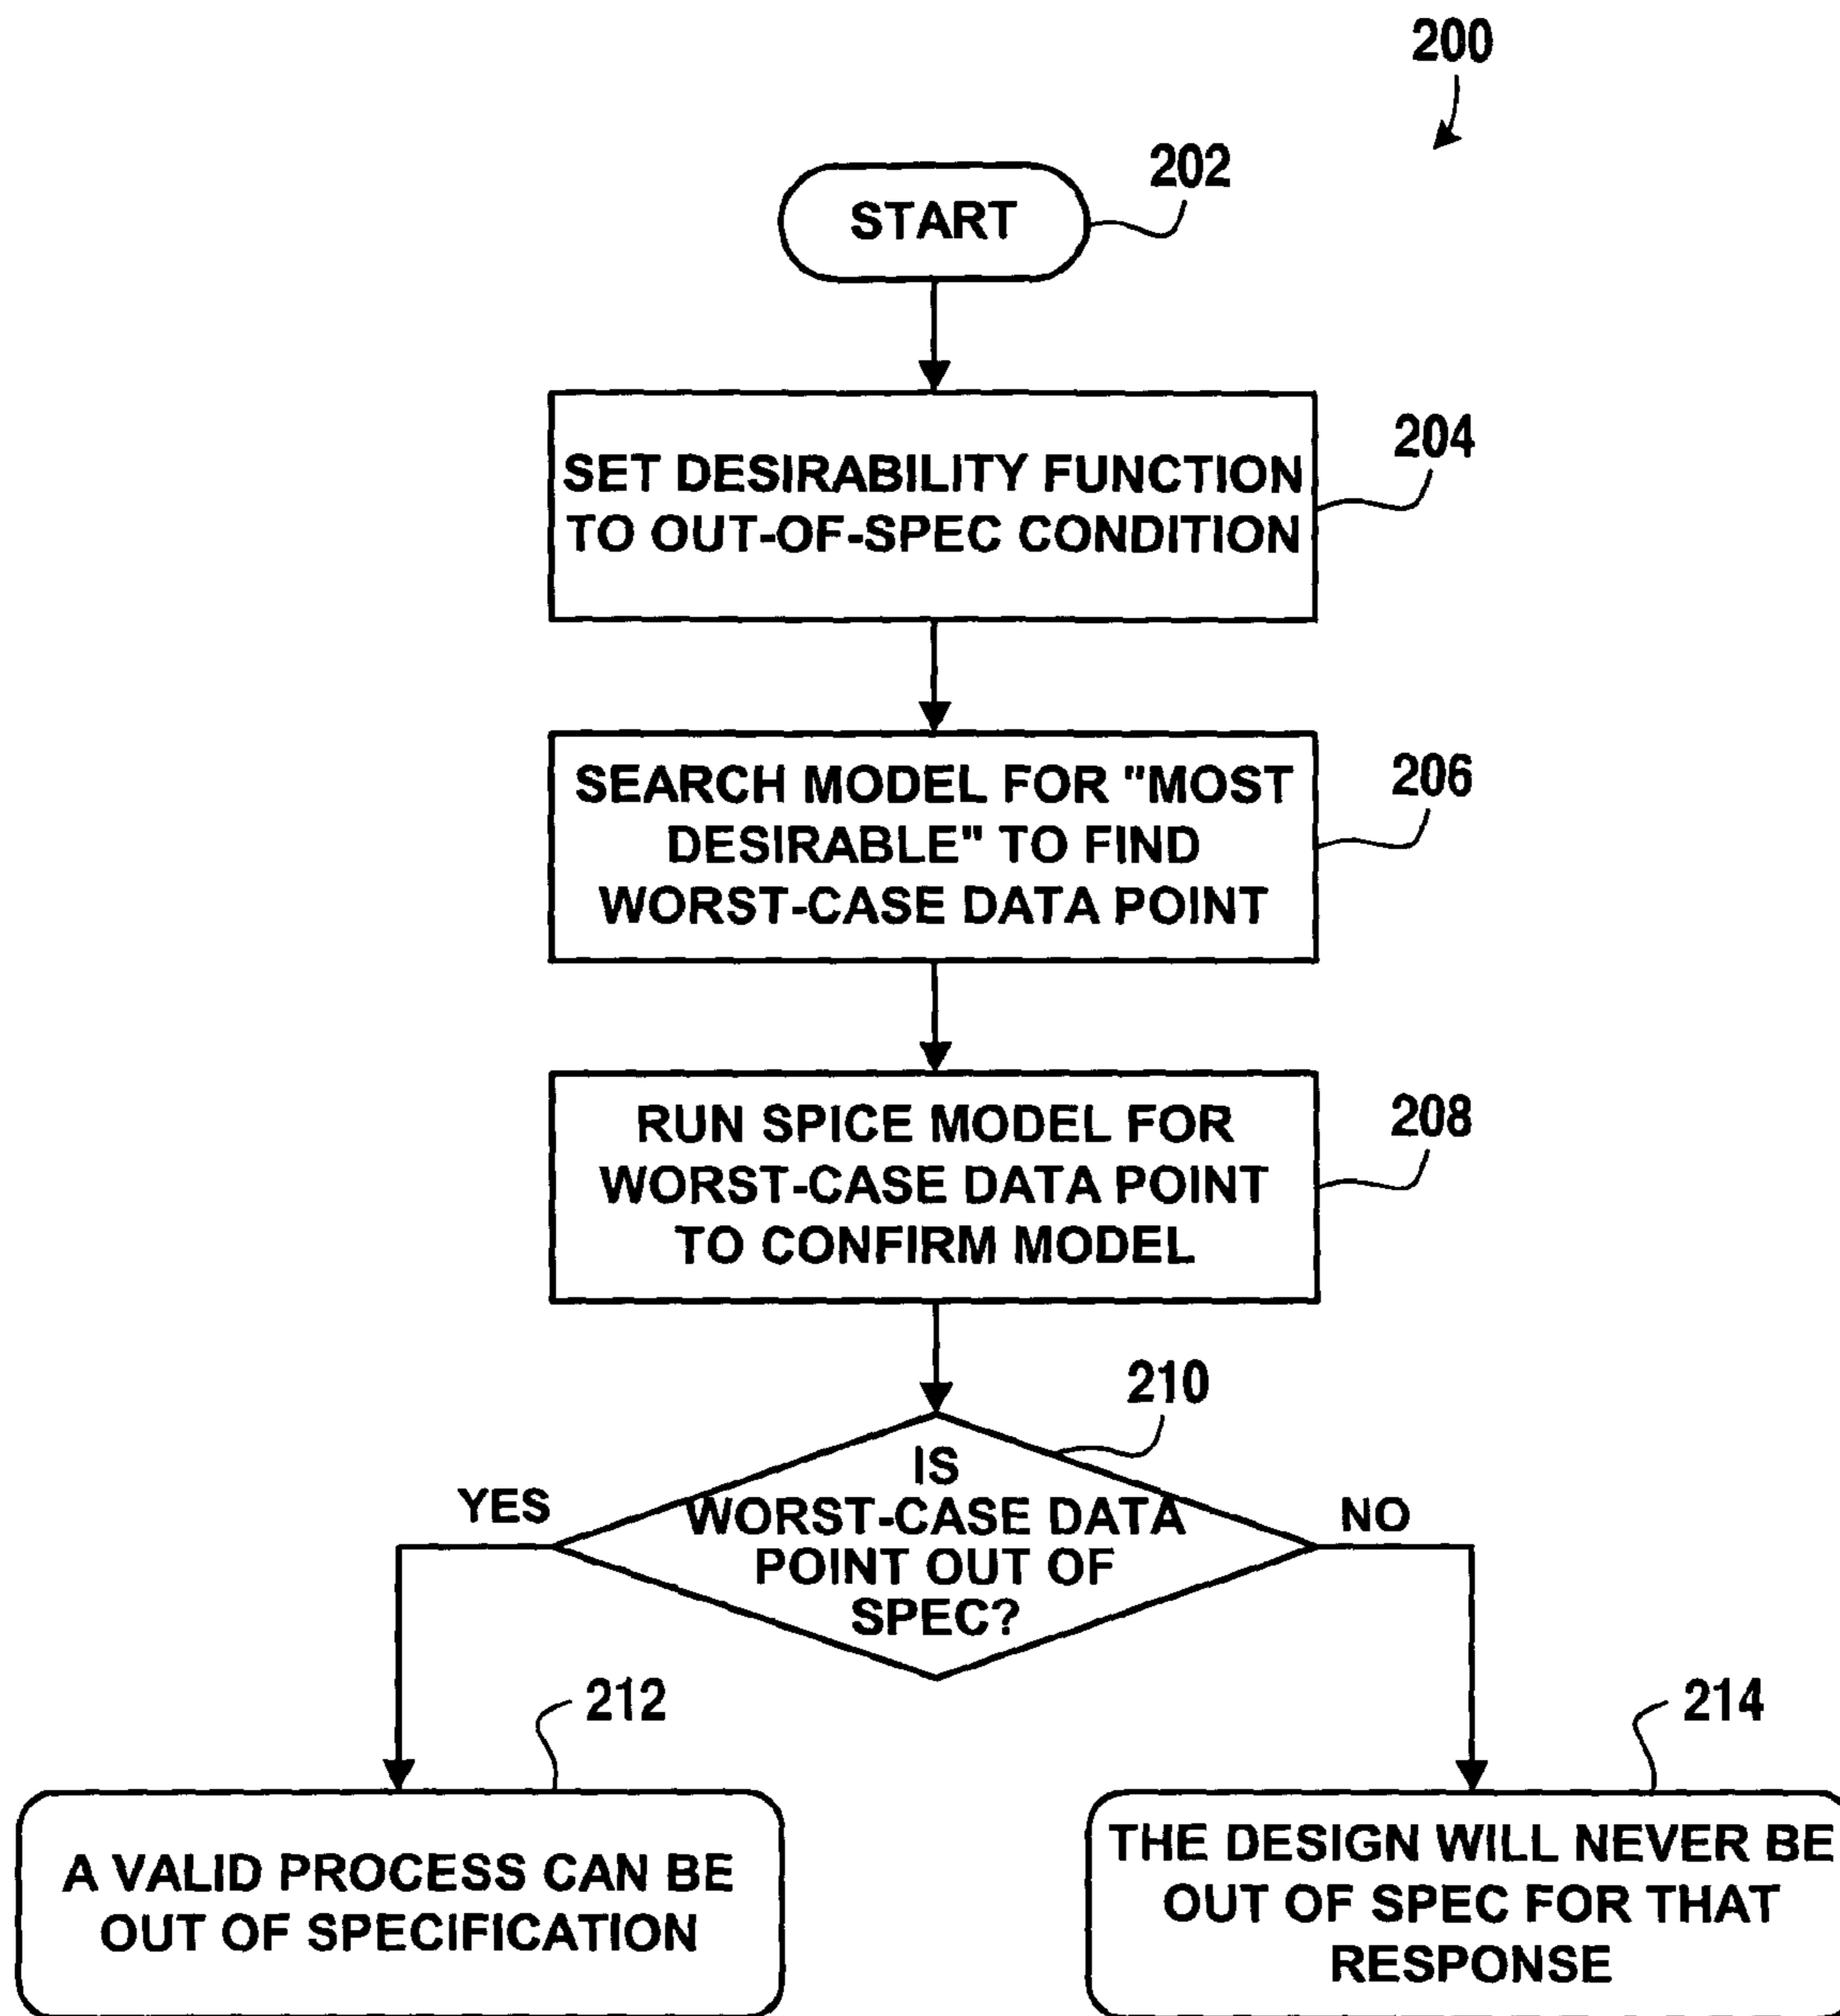 200
202
START
204
SET DESIRABILITY FUNCTION
TO OUT-OF-SPEC CONDITION
206
SEARCH MODEL FOR "MOST
DESIRABLE" TO FIND
WORST-CASE DATA POINT
208
RUN SPICE MODEL FOR
WORST-CASE DATA POINT
TO CONFIRM MODEL
210
IS
WORST-CASE DATA
POINT OUT OF
SPEC?
YES
NO
212
A VALID PROCESS CAN BE
OUT OF SPECIFICATION
214
THE DESIGN WILL NEVER BE
OUT OF SPEC FOR THAT
RESPONSE